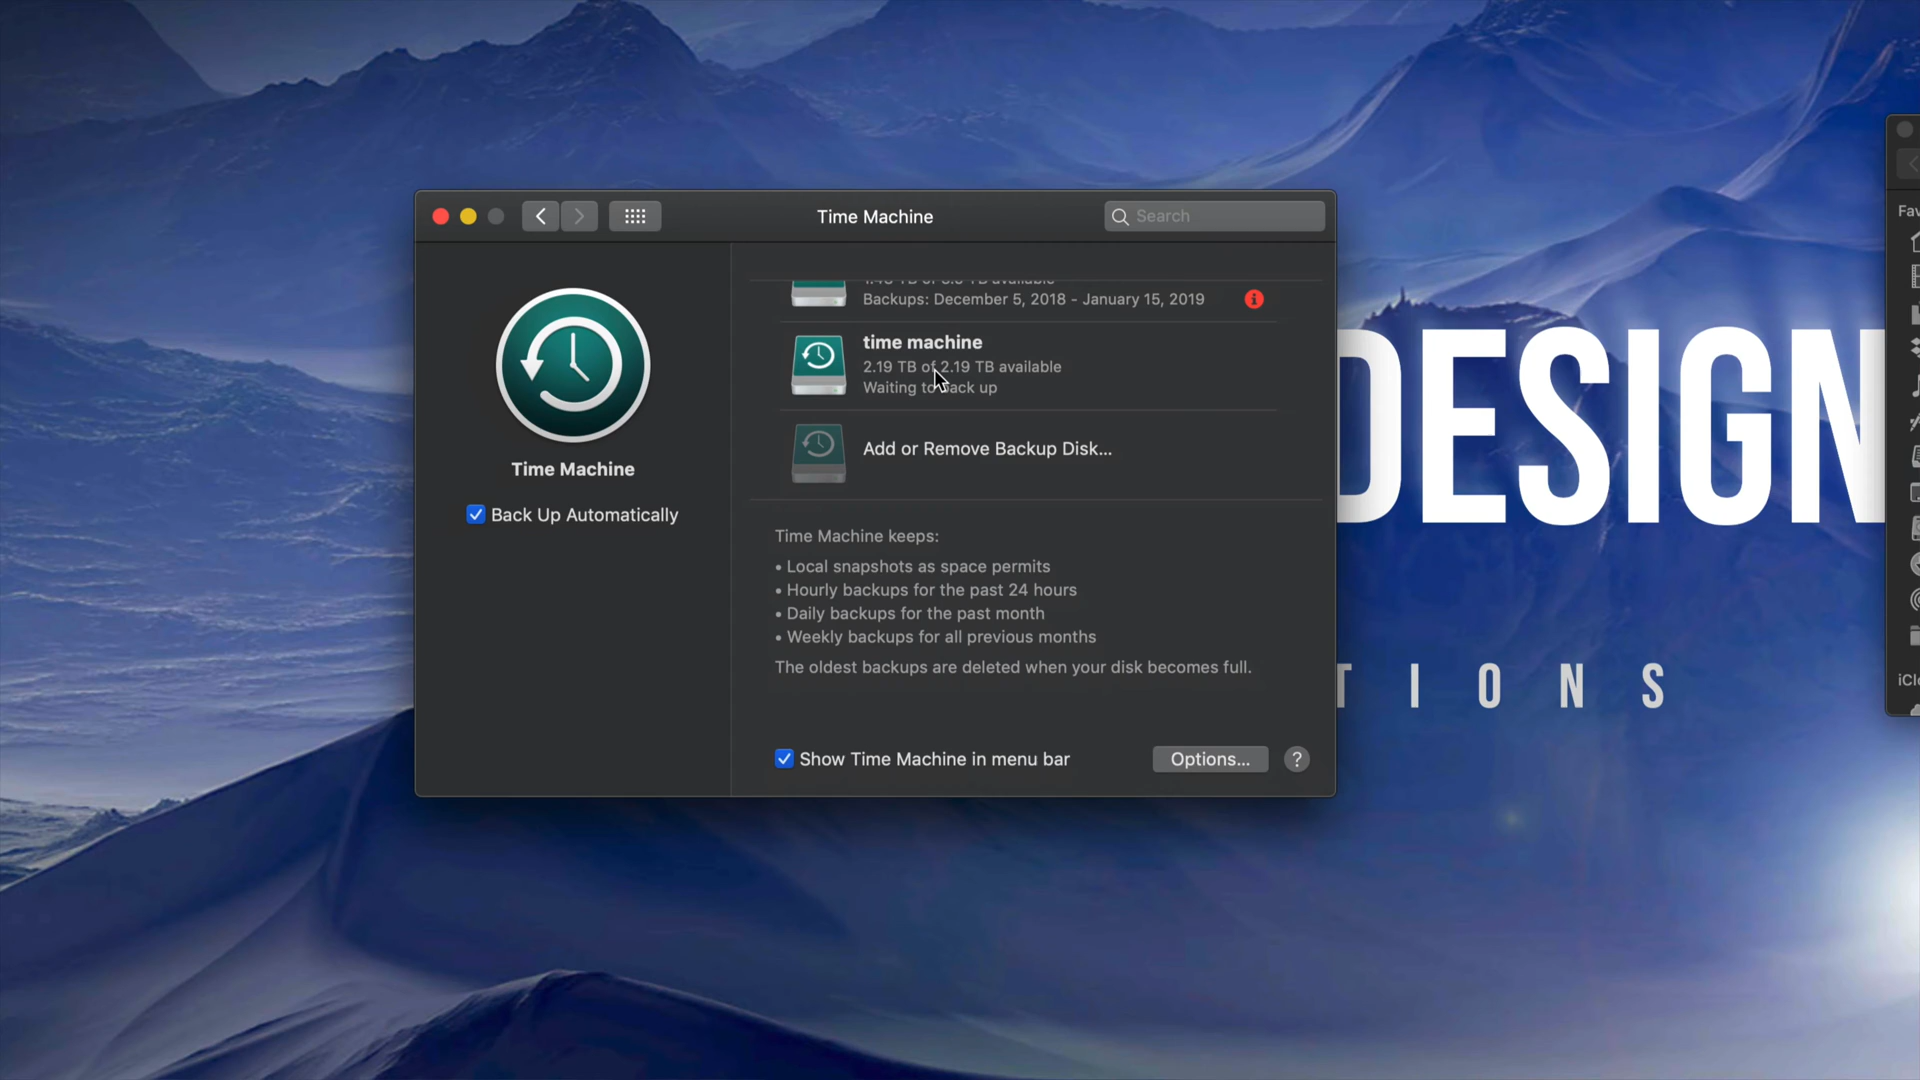 Time Machine
Search
Backups: December 5, 2018 - January 15, 2019
time machine
2.19 TB of 2.19 TB available
Waiting to back up
Add or Remove Backup Disk...
Time Machine
Back Up Automatically
Time Machine keeps:
• Local snapshots as space permits
• Hourly backups for the past 24 hours
• Daily backups for the past month
• Weekly backups for all previous months
The oldest backups are deleted when your disk becomes full.
Show Time Machine in menu bar
Options...
?
DESIGN
TIONS
Fav
iClo